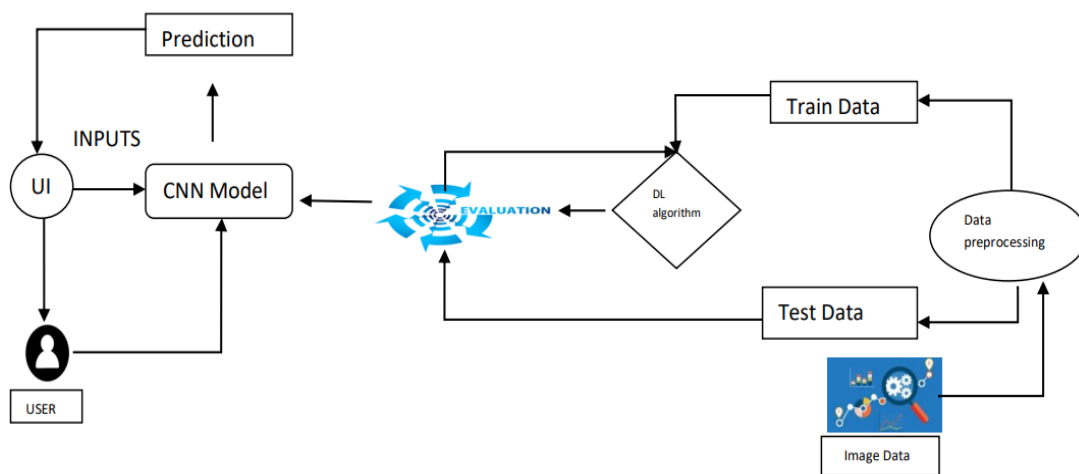 Prediction
INPUTS
UI
CNN Model
USER
EVALUATION
DL
algorithm
Train Data
Data
preprocessing
Test Data
Image Data